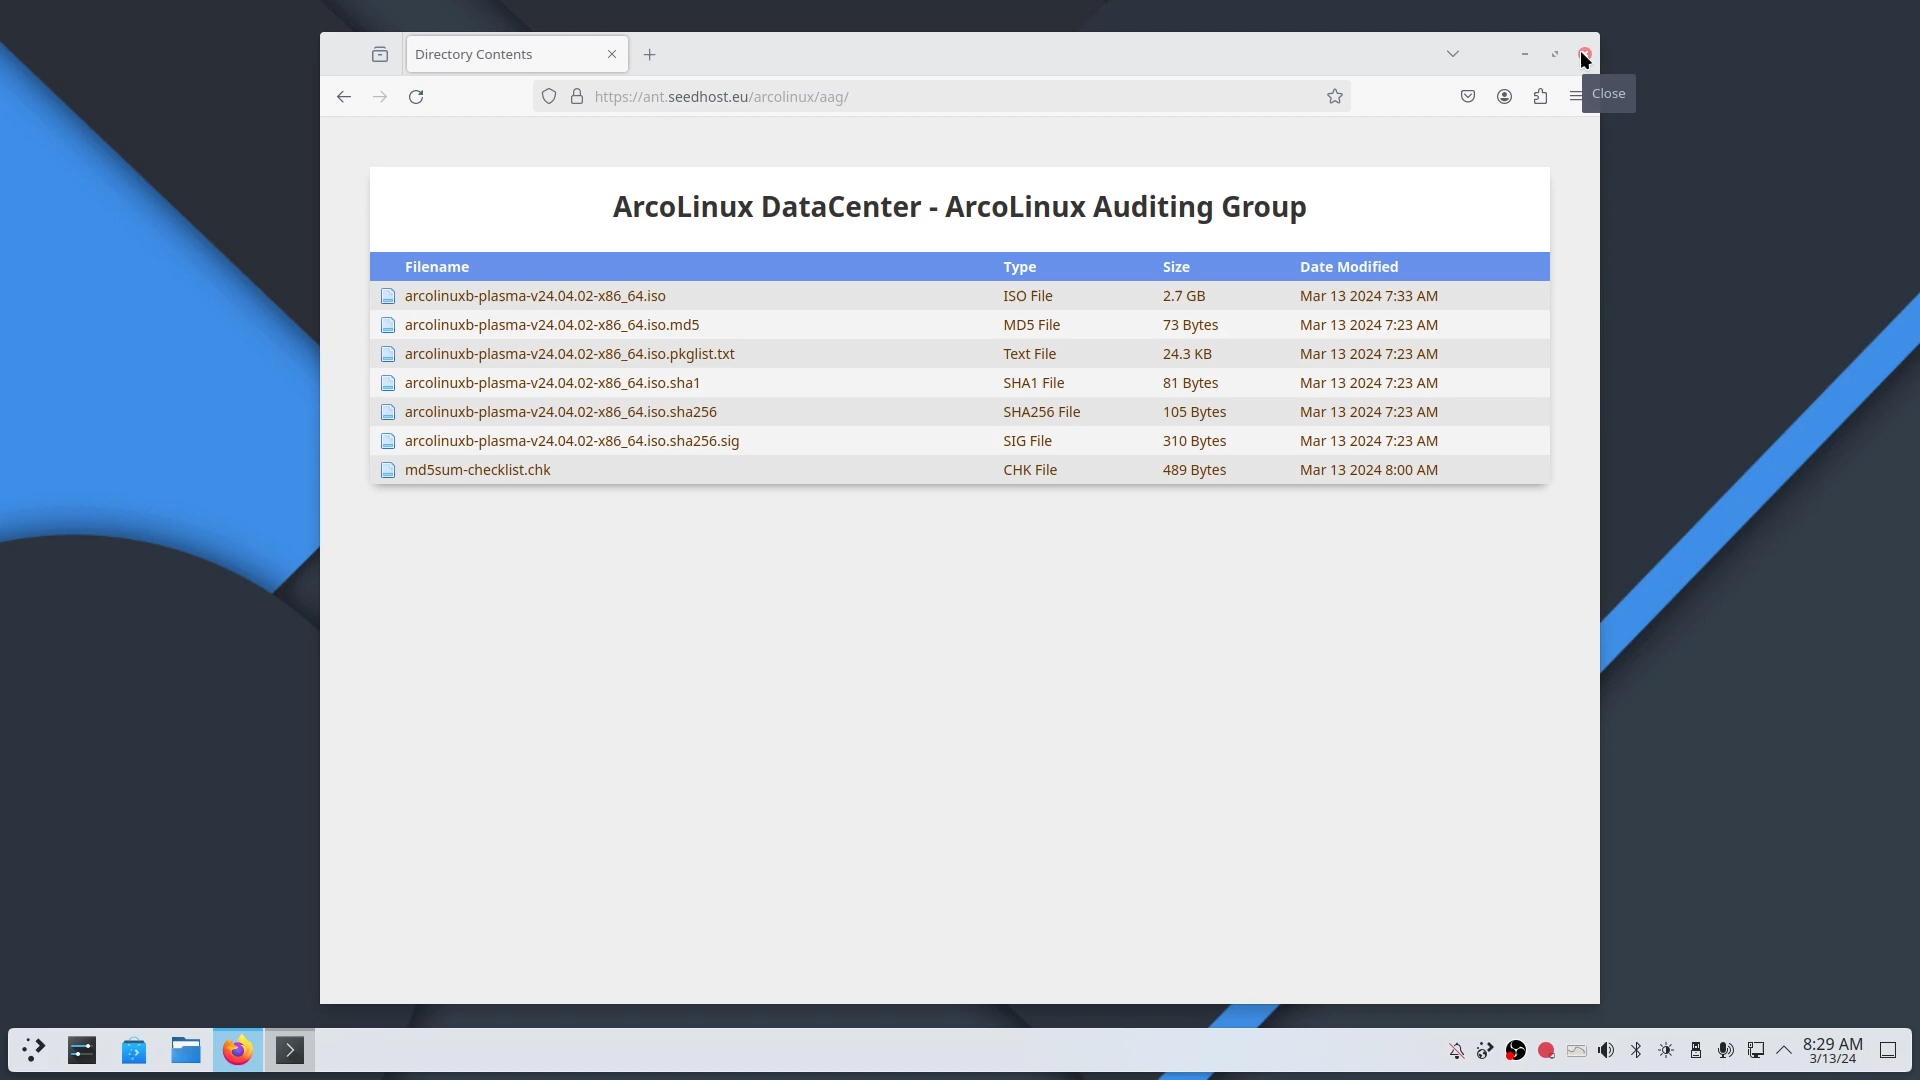 Directory Contents
https://ant.seedhost.eu/arcolinux/aag/
Close
ArcoLinux DataCenter - ArcoLinux Auditing Group
Filename Type Size Date Modified
arcolinuxb-plasma-v24.04.02-x86_64.iso ISO File 2.7 GB Mar 13 2024 7:33 AM
arcolinuxb-plasma-v24.04.02-x86_64.iso.md5 MD5 File 73 Bytes Mar 13 2024 7:23 AM
arcolinuxb-plasma-v24.04.02-x86_64.iso.pkglist.txt Text File 24.3 KB Mar 13 2024 7:23 AM
arcolinuxb-plasma-v24.04.02-x86_64.iso.sha1 SHA1 File 81 Bytes Mar 13 2024 7:23 AM
arcolinuxb-plasma-v24.04.02-x86_64.iso.sha256 SHA256 File 105 Bytes Mar 13 2024 7:23 AM
arcolinuxb-plasma-v24.04.02-x86_64.iso.sha256.sig SIG File 310 Bytes Mar 13 2024 7:23 AM
md5sum-checklist.chk CHK File 489 Bytes Mar 13 2024 8:00 AM
8:29 AM
3/13/24